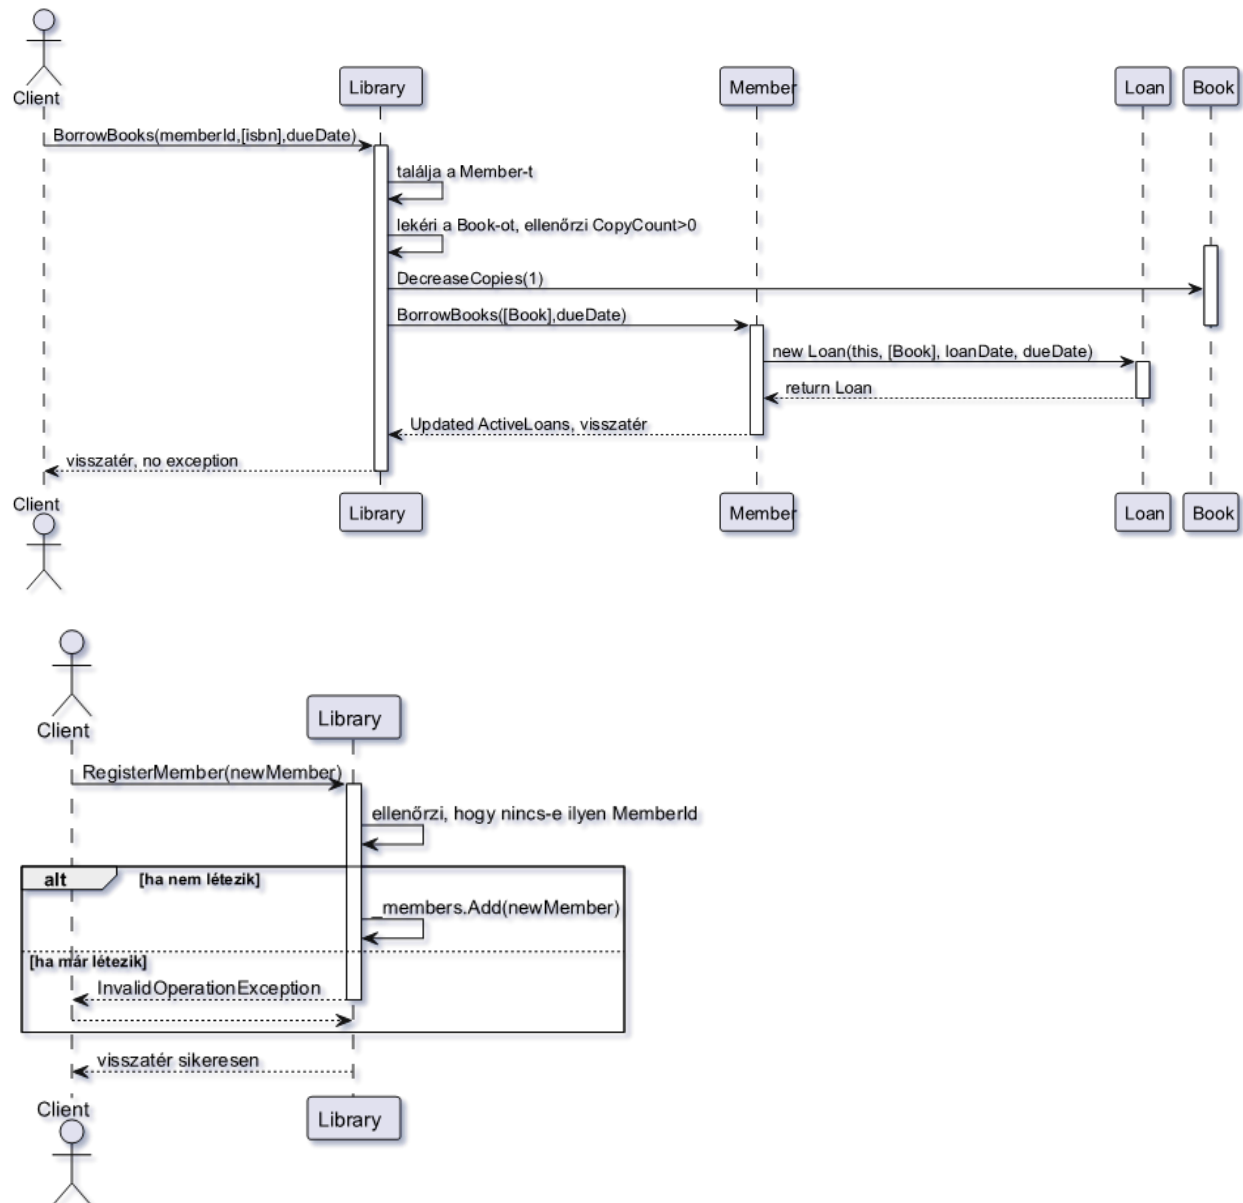 Client
Library
Member
Loan
Book
BorrowBooks(memberId,[isbn],dueDate)
találja a Member-t
lekéri a Book-ot, ellenőrzi CopyCount>0
DecreaseCopies(1)
BorrowBooks([Book],dueDate)
new Loan(this, [Book], loanDate, dueDate)
return Loan
Updated ActiveLoans, visszatér
visszatér, no exception
Client
Library
Member
Loan
Book
Client
Library
RegisterMember(newMember)
ellenőrzi, hogy nincs-e ilyen MemberId
alt [ha nem létezik]
_members.Add(newMember)
[ha már létezik]
InvalidOperationException
visszatér sikeresen
Client
Library